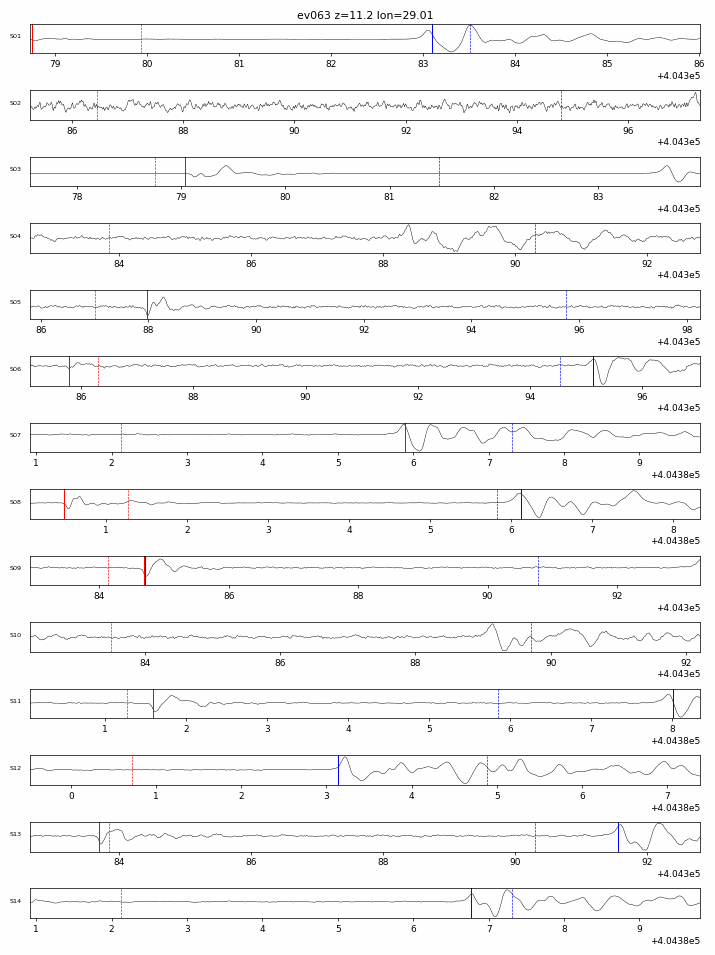 ev063 z=11.2 lon=29.01
S01
79 80 81 82 83 84 85 86
+4.043e5
S02
86 88 90 92 94 96
+4.043e5
S03
78 79 80 81 82 83
+4.043e5
S04
84 86 88 90 92
+4.043e5
S05
86 88 90 92 94 96 98
+4.043e5
S06
86 88 90 92 94 96
+4.043e5
S07
1 2 3 4 5 6 7 8 9
+4.0438e5
S08
1 2 3 4 5 6 7 8
+4.0438e5
S09
84 86 88 90 92
+4.043e5
S10
84 86 88 90 92
+4.043e5
S11
1 2 3 4 5 6 7 8
+4.0438e5
S12
0 1 2 3 4 5 6 7
+4.0438e5
S13
84 86 88 90 92
+4.043e5
S14
1 2 3 4 5 6 7 8 9
+4.0438e5